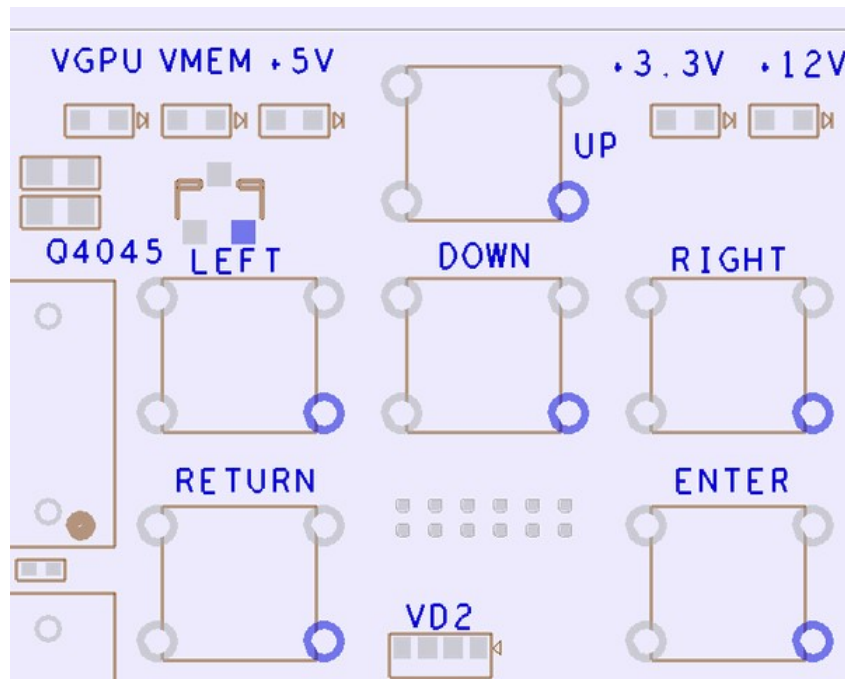 VGPU VMEM +5V +3.3V +12V
UP
Q4045 LEFT DOWN RIGHT
RETURN ENTER
VD2